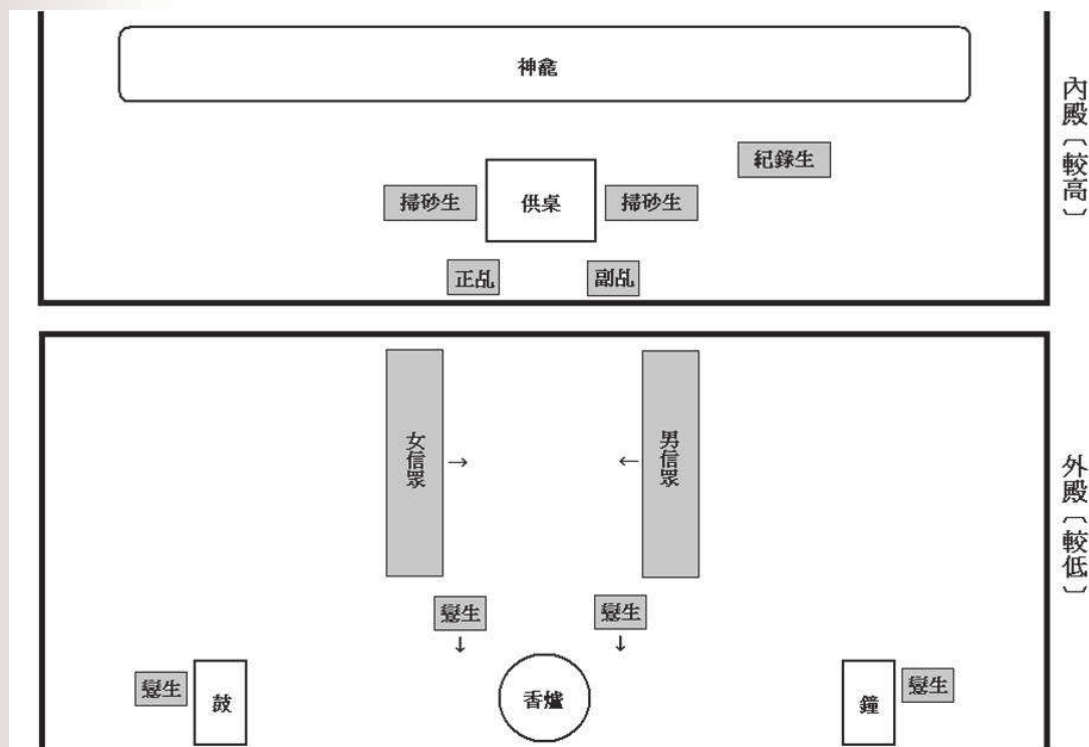 神龕
內殿〔較高〕
紀錄生
掃砂生
供桌
掃砂生
正乩
副乩
女信眾
→
←
男信眾
外殿〔較低〕
鸞生
↓
鸞生
↓
鸞生
鼓
香爐
鐘
鸞生